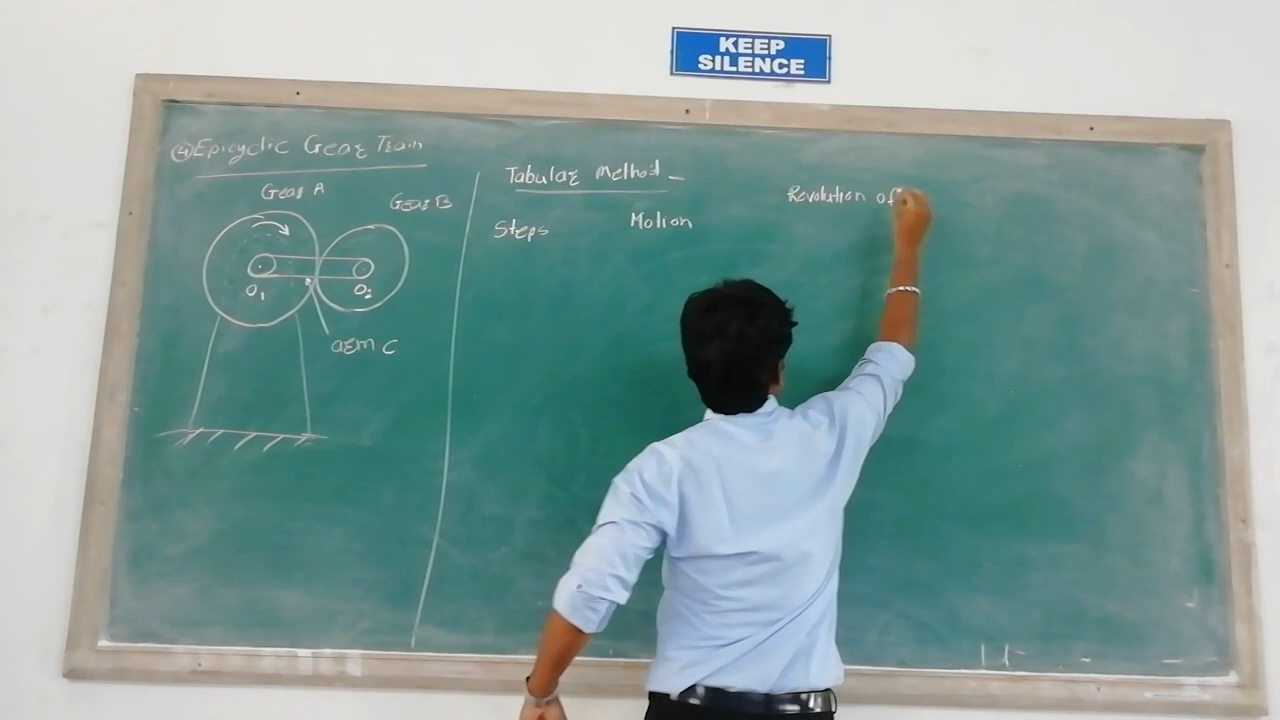 KEEP
SILENCE
④ Epicyclic Gear Train
Gear A
Gear B
O1
O2
arm C
Tabular Method -
Steps
Motion
Revolution of